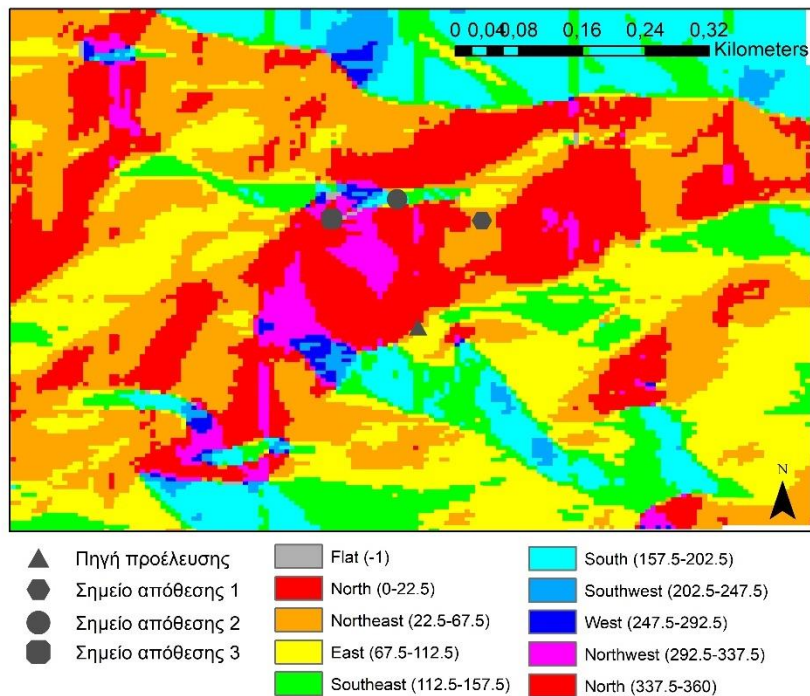 0 0,04 0,08 0,16 0,24 0,32
Kilometers
N
Πηγή προέλευσης
Σημείο απόθεσης 1
Σημείο απόθεσης 2
Σημείο απόθεσης 3
Flat (-1)
North (0-22.5)
Northeast (22.5-67.5)
East (67.5-112.5)
Southeast (112.5-157.5)
South (157.5-202.5)
Southwest (202.5-247.5)
West (247.5-292.5)
Northwest (292.5-337.5)
North (337.5-360)